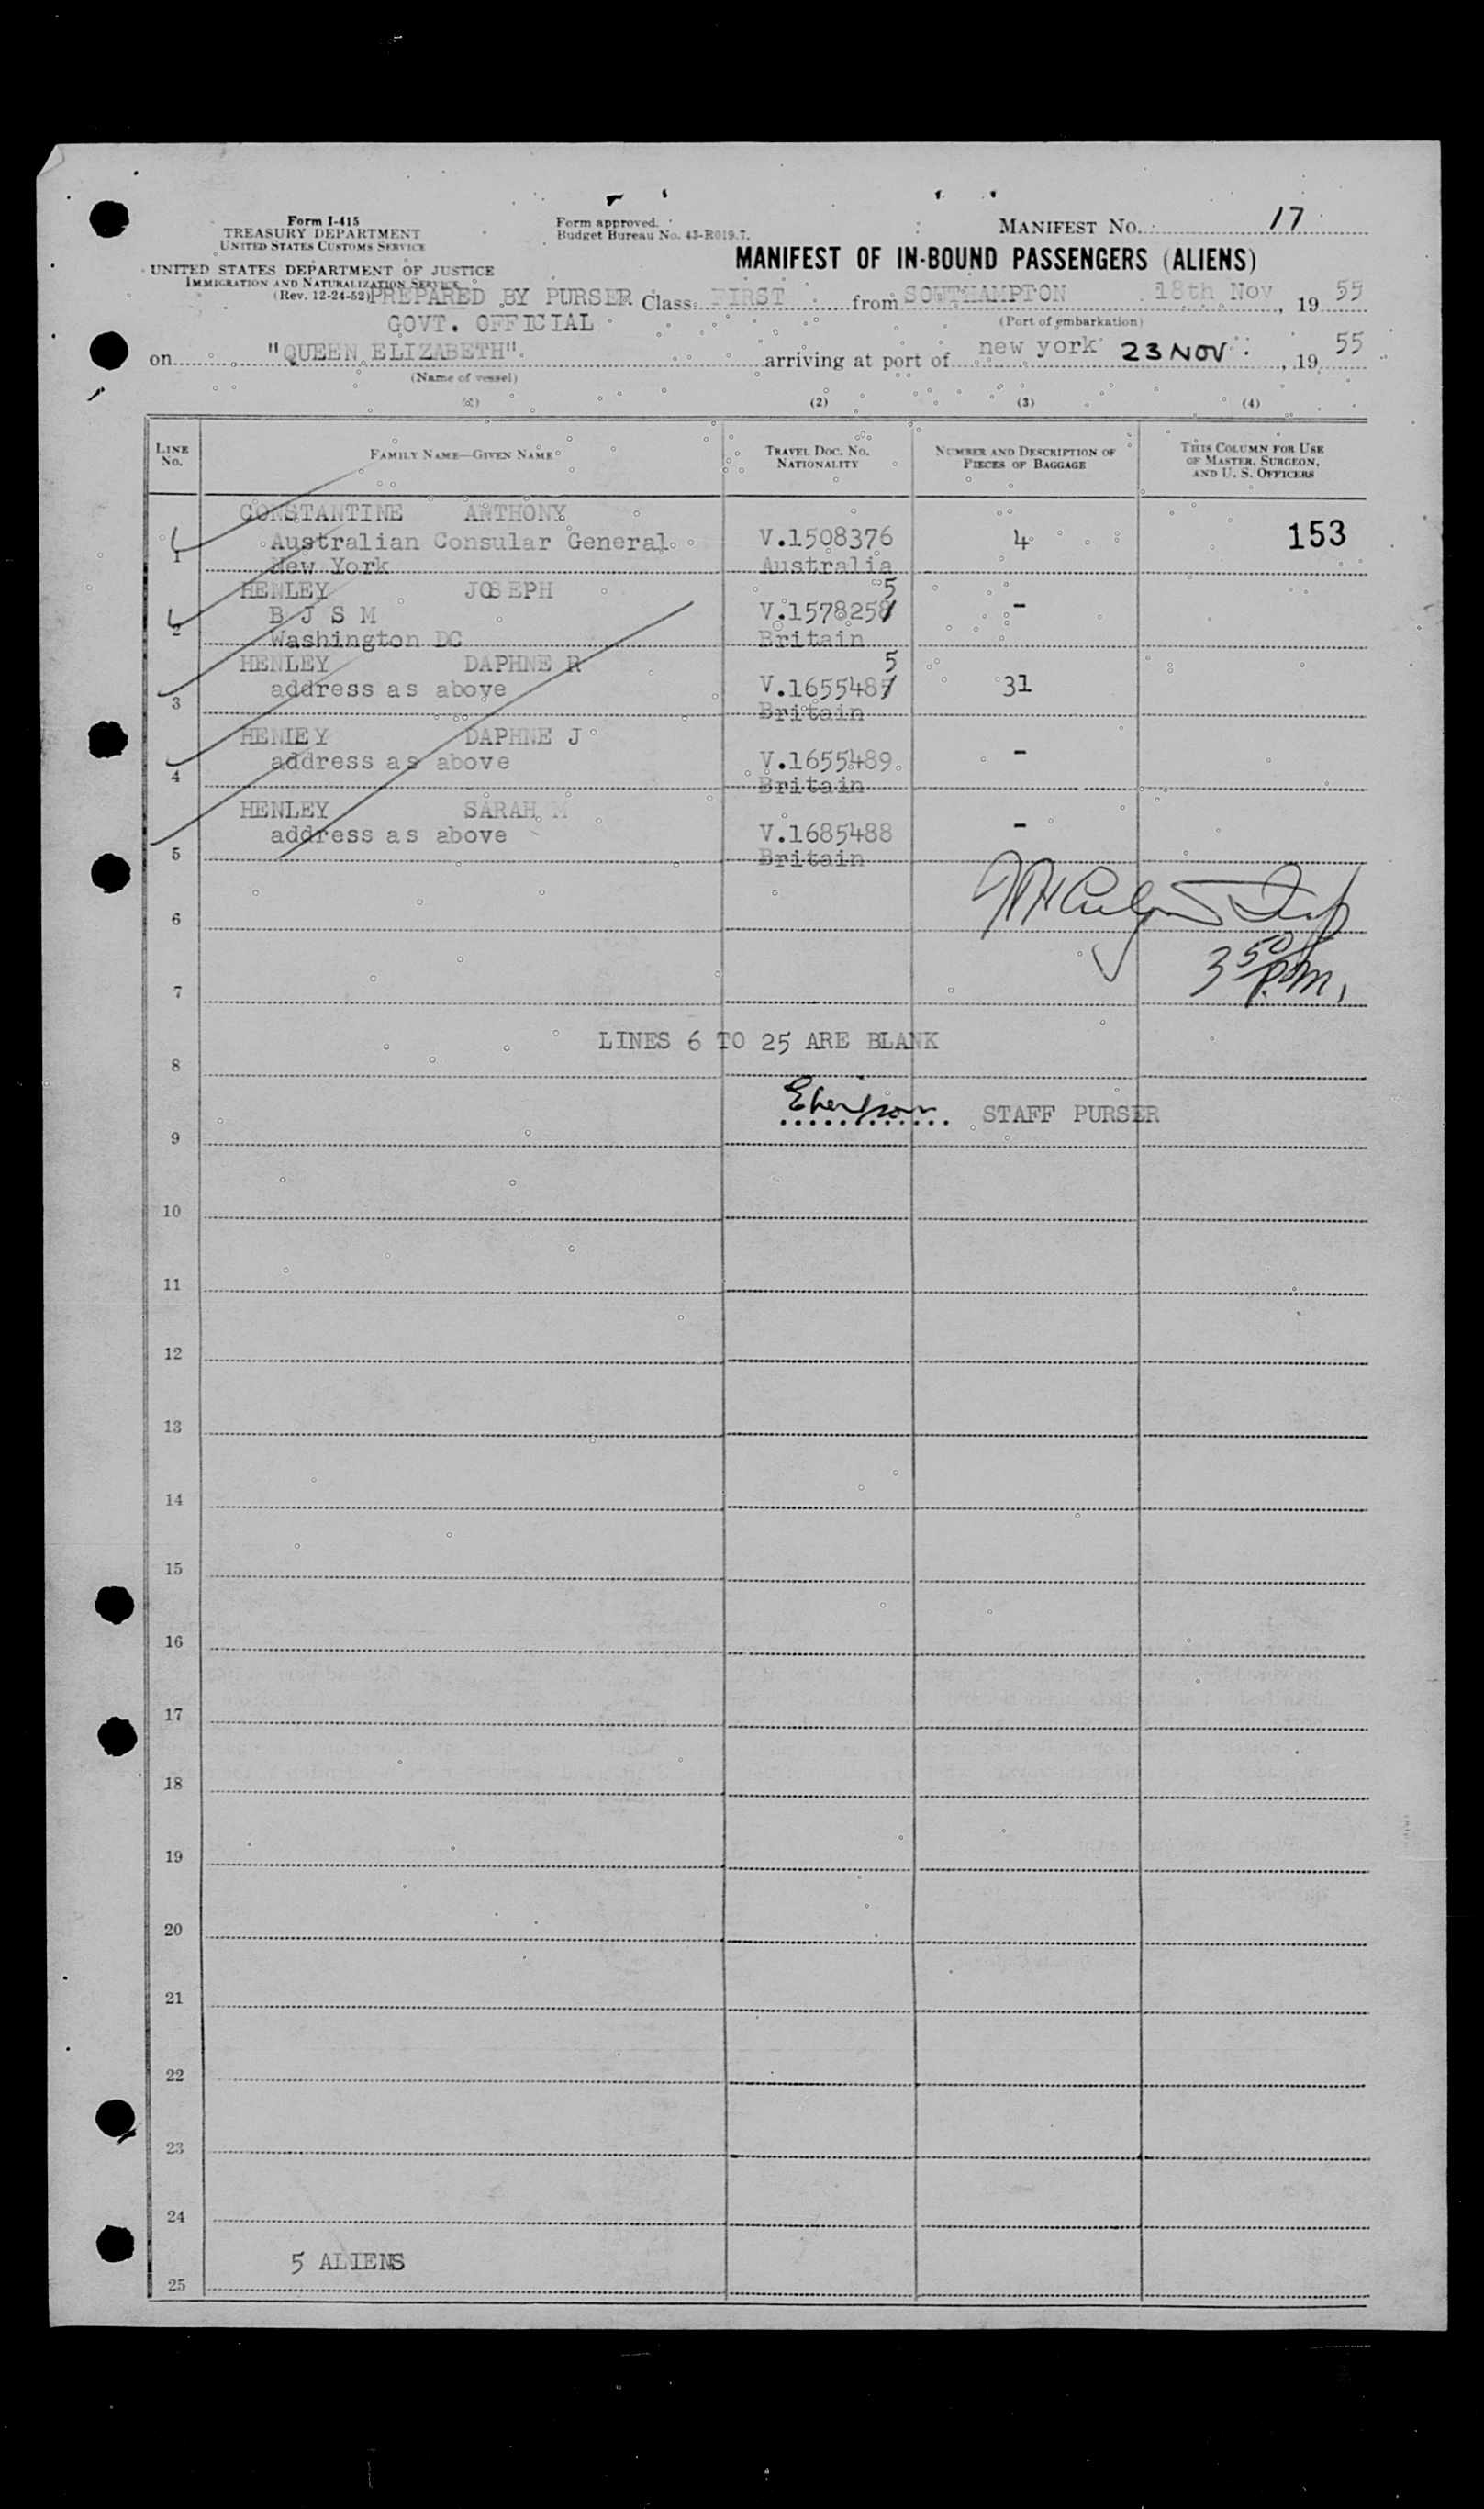 Form I-415
TREASURY DEPARTMENT
UNITED STATES CUSTOMS SERVICE
UNITED STATES DEPARTMENT OF JUSTICE
IMMIGRATION AND NATURALIZATION SERVICE
(Rev. 12-24-52)
Form approved.
Budget Bureau No. 43-R019.7.
MANIFEST No. 17
MANIFEST OF IN-BOUND PASSENGERS (ALIENS)
PREPARED BY PURSER Class FIRST from SOUTHAMPTON 18th Nov, 1955
GOVT. OFFICIAL
(Port of embarkation)
on "QUEEN ELIZABETH". arriving at port of new york 23 NOV, 1955
(Name of vessel)
(2) (3) (4)
LINE No. FAMILY NAME—GIVEN NAME TRAVEL DOC. NO. NATIONALITY NUMBER AND DESCRIPTION OF PIECES OF BAGGAGE THIS COLUMN FOR USE OF MASTER, SURGEON, AND U. S. OFFICERS
CONSTANTINE ANTHONY
1 Australian Consular General V.1508376 4 153
New York Australia
HENLEY JOSEPH 5
2 B J S M V.157825 -
Washington DC Britain
HENLEY DAPHNE R 5
3 address as above V.165548 31
Britain
HENLEY DAPHNE J
4 address as above V.1655489 -
Britain
HENLEY SARAH M
5 address as above V.1685488 -
Britain
6
3 50 p.m.
7
LINES 6 TO 25 ARE BLANK
8
STAFF PURSER
9
10
11
12
13
14
15
16
17
18
19
20
21
22
23
24
5 ALIENS
25